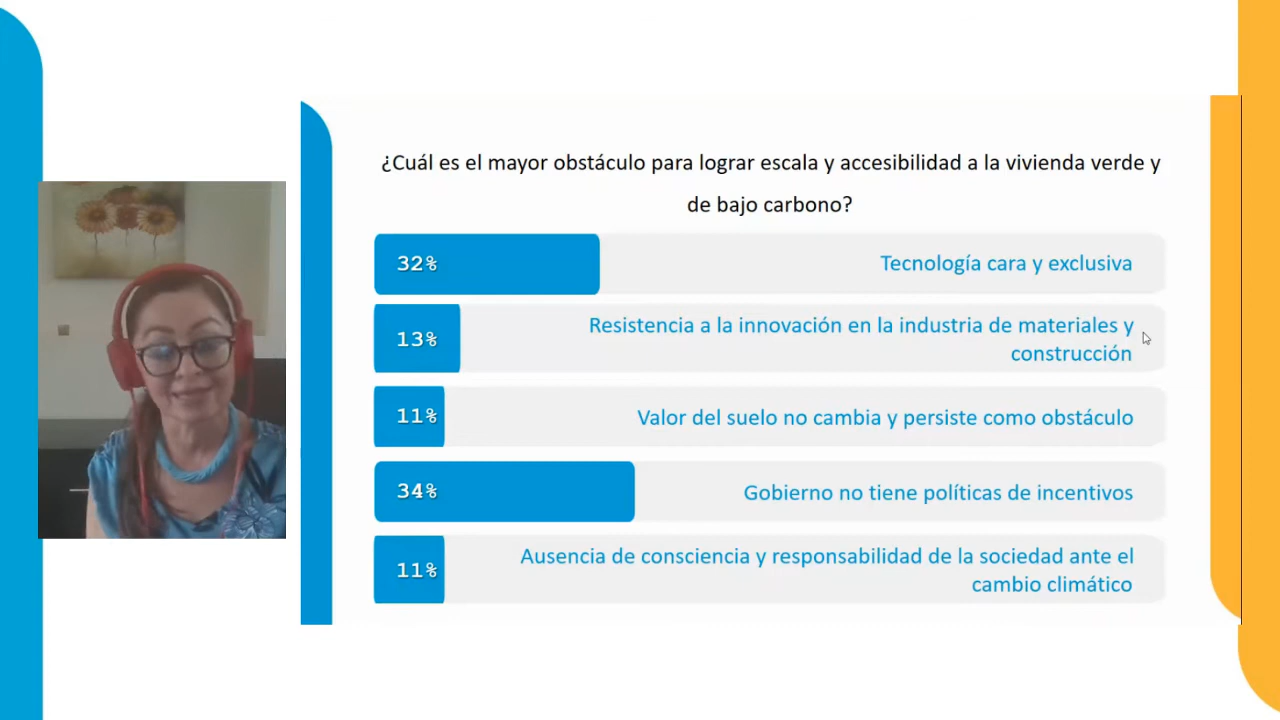 ¿Cuál es el mayor obstáculo para lograr escala y accesibilidad a la vivienda verde y
de bajo carbono?
32%
Tecnología cara y exclusiva
13%
Resistencia a la innovación en la industria de materiales y
construcción
11%
Valor del suelo no cambia y persiste como obstáculo
34%
Gobierno no tiene políticas de incentivos
11%
Ausencia de consciencia y responsabilidad de la sociedad ante el
cambio climático